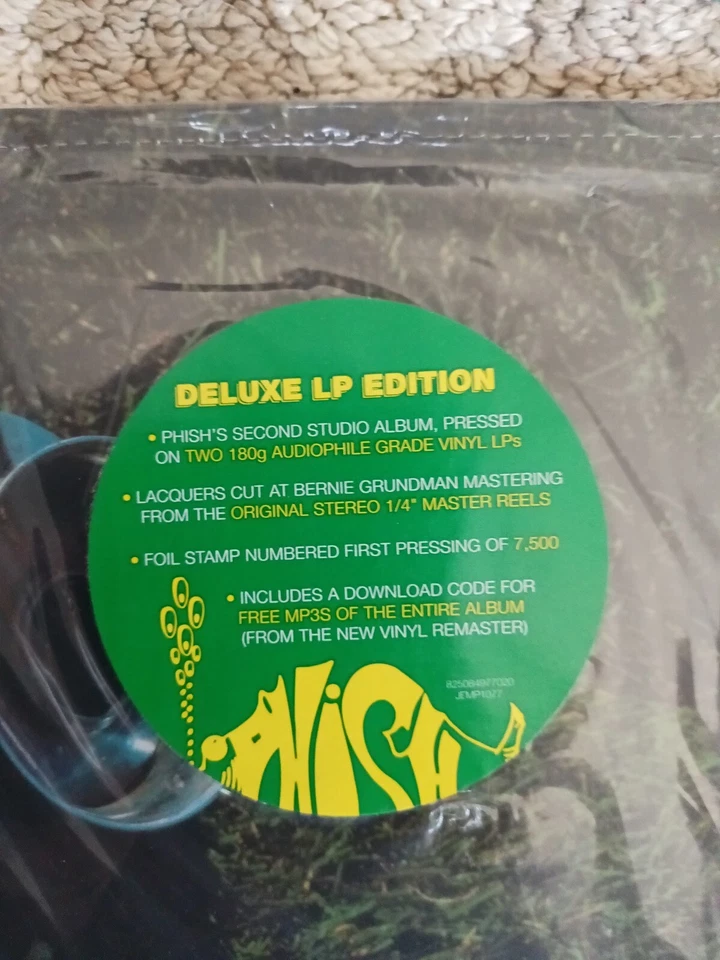 DELUXE LP EDITION
• PHISH'S SECOND STUDIO ALBUM, PRESSED
ON TWO 180g AUDIOPHILE GRADE VINYL LPs
• LACQUERS CUT AT BERNIE GRUNDMAN MASTERING
FROM THE ORIGINAL STEREO 1/4" MASTER REELS
• FOIL STAMP NUMBERED FIRST PRESSING OF 7,500
• INCLUDES A DOWNLOAD CODE FOR
FREE MP3S OF THE ENTIRE ALBUM
(FROM THE NEW VINYL REMASTER)
825084977020
JEMP1077
PHiSH